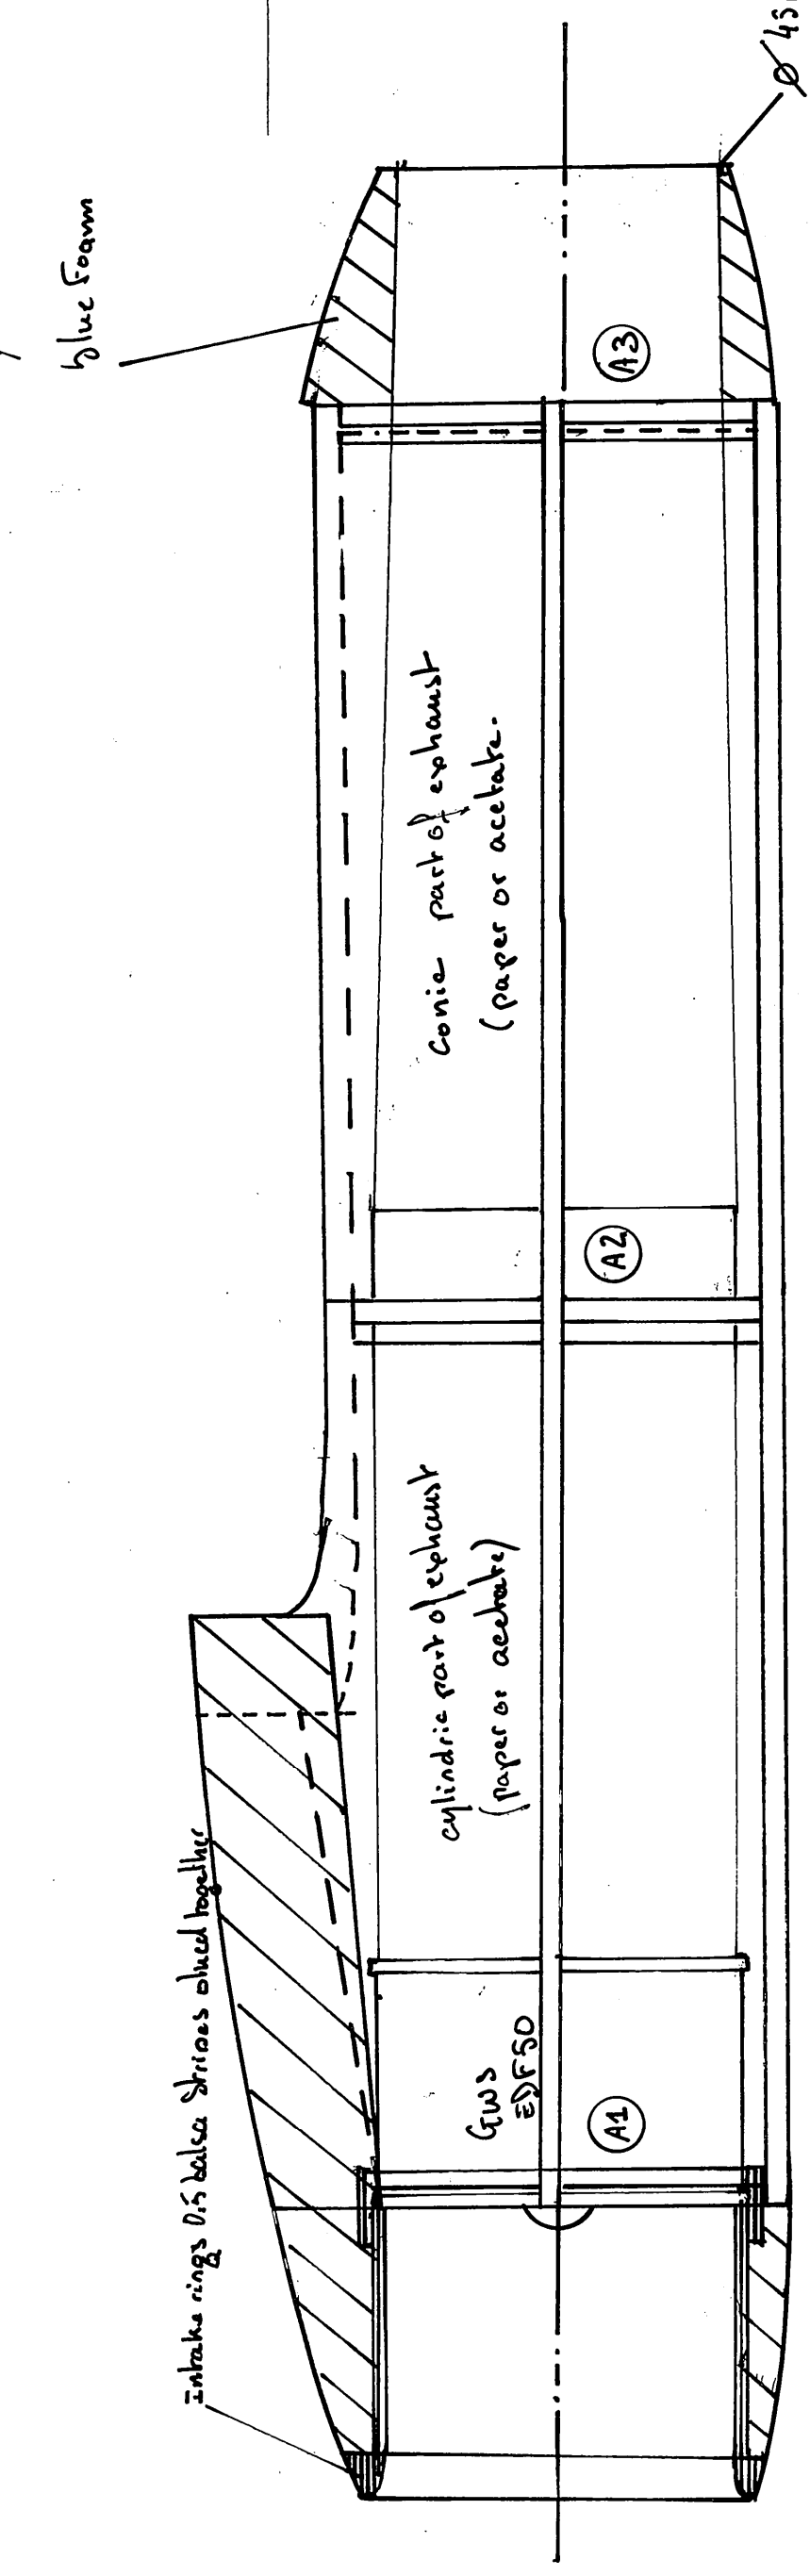 blue Foam
Intake rings 0.5 balsa Stripes glued together
Conic part of exhaust
(paper or acetate.
cylindric part of exhaust
(paper or acetate)
GWS
EDF50
A1
A2
A3